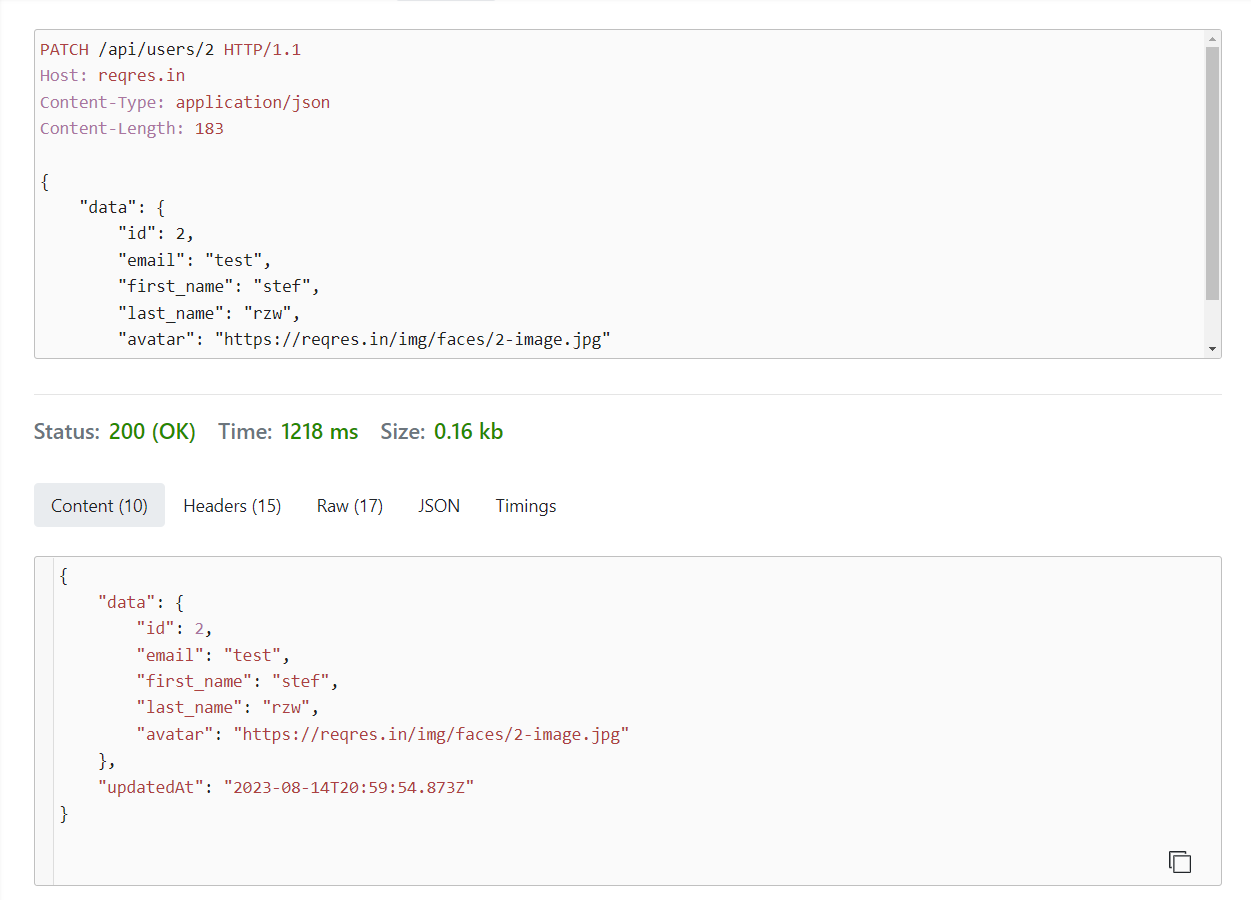 PATCH /api/users/2 HTTP/1.1
Host: reqres.in
Content-Type: application/json
Content-Length: 183

{
    "data": {
        "id": 2,
        "email": "test",
        "first_name": "stef",
        "last_name": "rzw",
        "avatar": "https://reqres.in/img/faces/2-image.jpg"
Status: 200 (OK) Time: 1218 ms Size: 0.16 kb
Content (10) Headers (15) Raw (17) JSON Timings
{
    "data": {
        "id": 2,
        "email": "test",
        "first_name": "stef",
        "last_name": "rzw",
        "avatar": "https://reqres.in/img/faces/2-image.jpg"
    },
    "updatedAt": "2023-08-14T20:59:54.873Z"
}